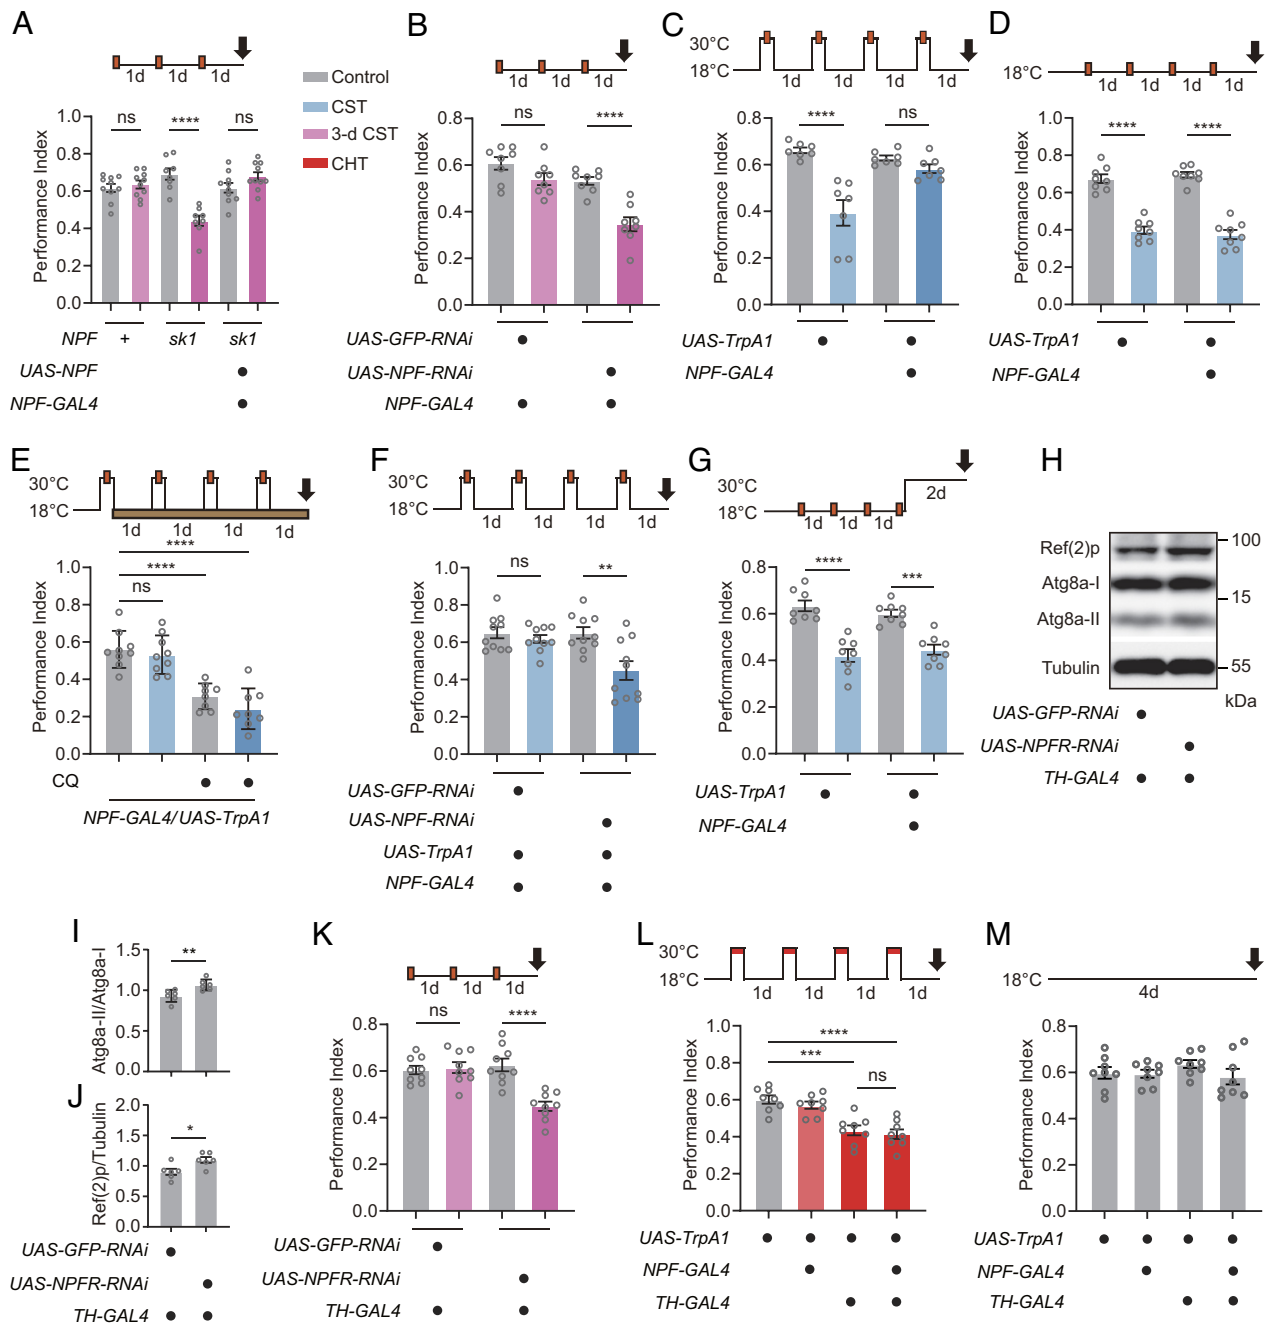 A
1d 1d 1d
Control
CST
3-d CST
CHT
Performance Index
1.0
0.8
0.6
0.4
0.2
0.0
ns **** ns
NPF + sk1 sk1
UAS-NPF
NPF-GAL4
B
1d 1d 1d
Performance Index
0.8
0.6
0.4
0.2
0.0
ns ****
UAS-GFP-RNAi
UAS-NPF-RNAi
NPF-GAL4
C
30°C
18°C
1d 1d 1d 1d
Performance Index
0.8
0.6
0.4
0.2
0.0
**** ns
UAS-TrpA1
NPF-GAL4
D
18°C
1d 1d 1d 1d
Performance Index
1.0
0.8
0.6
0.4
0.2
0.0
**** ****
UAS-TrpA1
NPF-GAL4
E
30°C
18°C
1d 1d 1d 1d
****
****
ns
Performance Index
1.0
0.8
0.6
0.4
0.2
0.0
CQ
NPF-GAL4/UAS-TrpA1
F
30°C
18°C
1d 1d 1d 1d
Performance Index
1.0
0.8
0.6
0.4
0.2
0.0
ns **
UAS-GFP-RNAi
UAS-NPF-RNAi
UAS-TrpA1
NPF-GAL4
G
30°C
18°C
1d 1d 1d
2d
Performance Index
0.8
0.6
0.4
0.2
0.0
**** ***
UAS-TrpA1
NPF-GAL4
H
Ref(2)p
Atg8a-I
Atg8a-II
Tubulin
100
15
55
kDa
UAS-GFP-RNAi
UAS-NPFR-RNAi
TH-GAL4
I
Atg8a-II/Atg8a-I
1.5
1.0
0.5
0.0
**
J
Ref(2)p/Tubulin
2.0
1.5
1.0
0.5
0.0
*
UAS-GFP-RNAi
UAS-NPFR-RNAi
TH-GAL4
K
1d 1d 1d
Performance Index
0.8
0.6
0.4
0.2
0.0
ns ****
UAS-GFP-RNAi
UAS-NPFR-RNAi
TH-GAL4
L
30°C
18°C
1d 1d 1d 1d
Performance Index
1.0
0.8
0.6
0.4
0.2
0.0
****
***
ns
UAS-TrpA1
NPF-GAL4
TH-GAL4
M
18°C
4d
Performance Index
0.8
0.6
0.4
0.2
0.0
UAS-TrpA1
NPF-GAL4
TH-GAL4